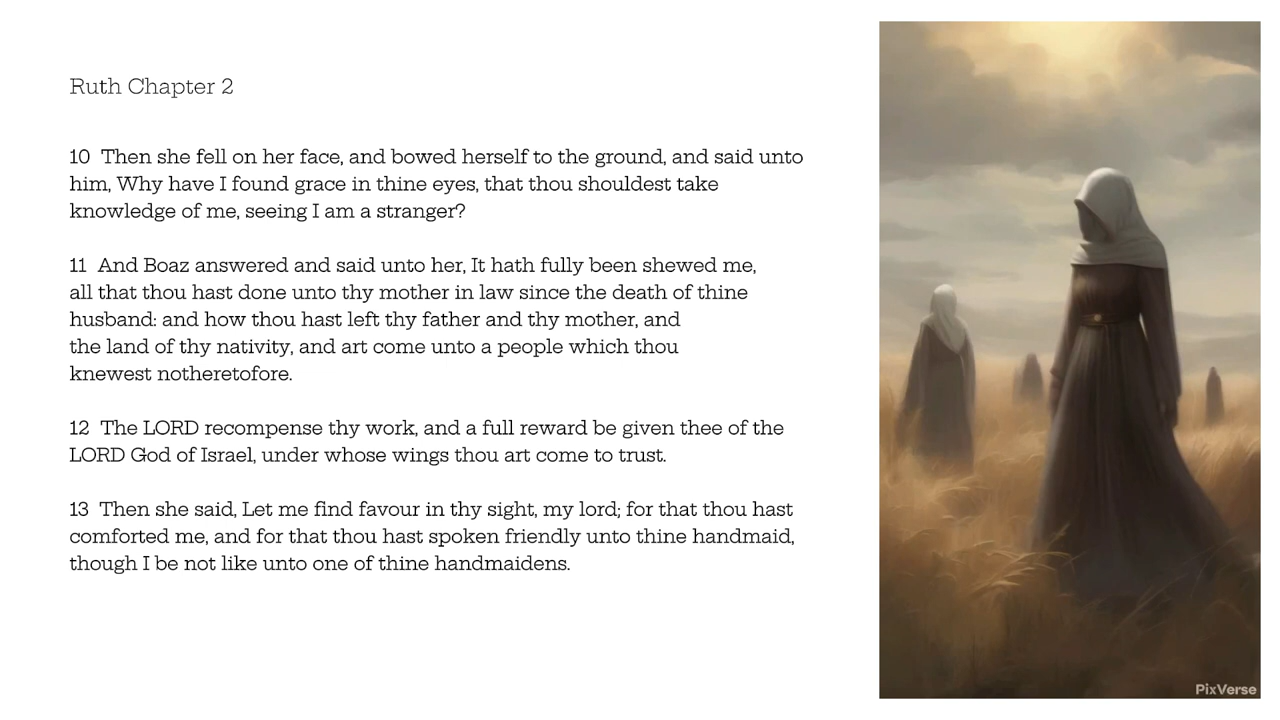 Ruth Chapter 2
10 Then she fell on her face, and bowed herself to the ground, and said unto
him, Why have I found grace in thine eyes, that thou shouldest take
knowledge of me, seeing I am a stranger?
11 And Boaz answered and said unto her, It hath fully been shewed me,
all that thou hast done unto thy mother in law since the death of thine
husband: and how thou hast left thy father and thy mother, and
the land of thy nativity, and art come unto a people which thou
knewest notheretofore.
12 The LORD recompense thy work, and a full reward be given thee of the
LORD God of Israel, under whose wings thou art come to trust.
13 Then she said, Let me find favour in thy sight, my lord; for that thou hast
comforted me, and for that thou hast spoken friendly unto thine handmaid,
though I be not like unto one of thine handmaidens.
PixVerse